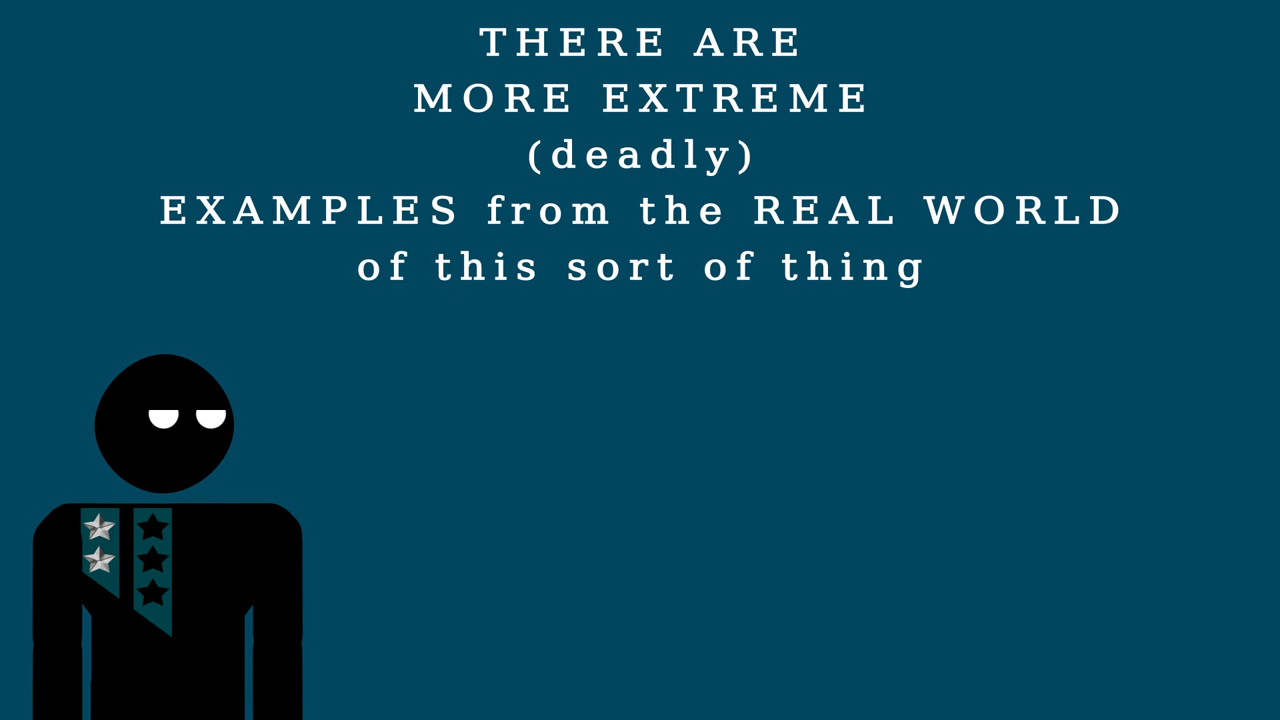 THERE ARE
MORE EXTREME
(deadly)
EXAMPLES from the REAL WORLD
of this sort of thing